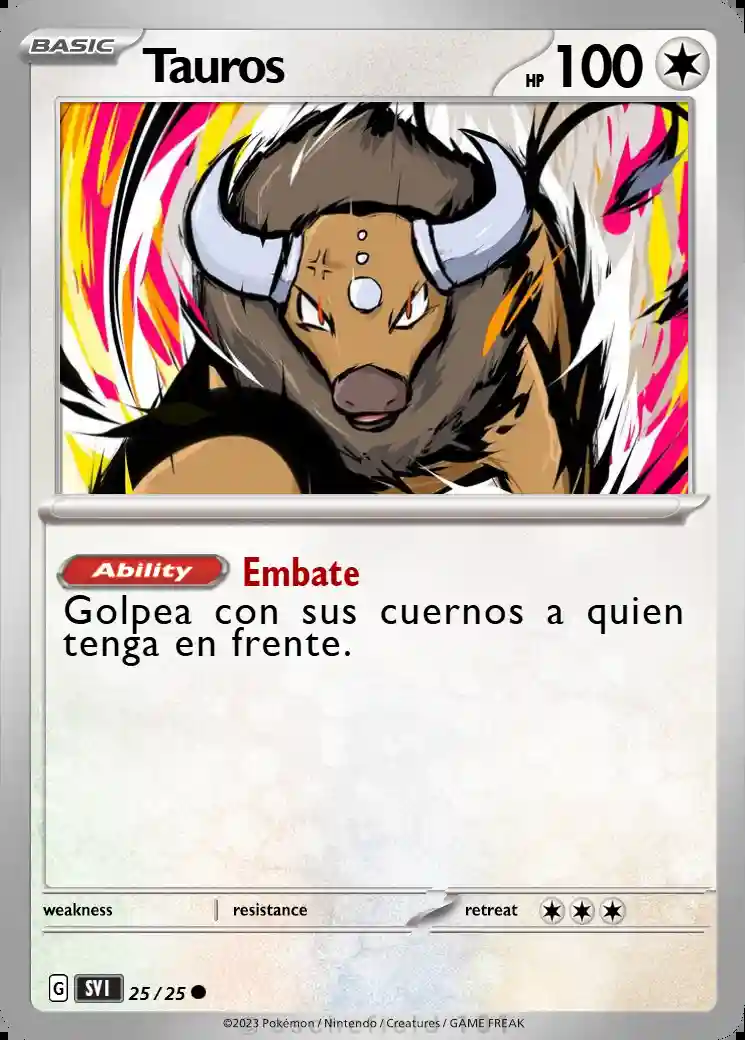 BASIC Tauros HP 100
Ability Embate
Golpea con sus cuernos a quien
tenga en frente.
weakness resistance retreat
G SVI 25 / 25
©2023 Pokémon / Nintendo / Creatures / GAME FREAK